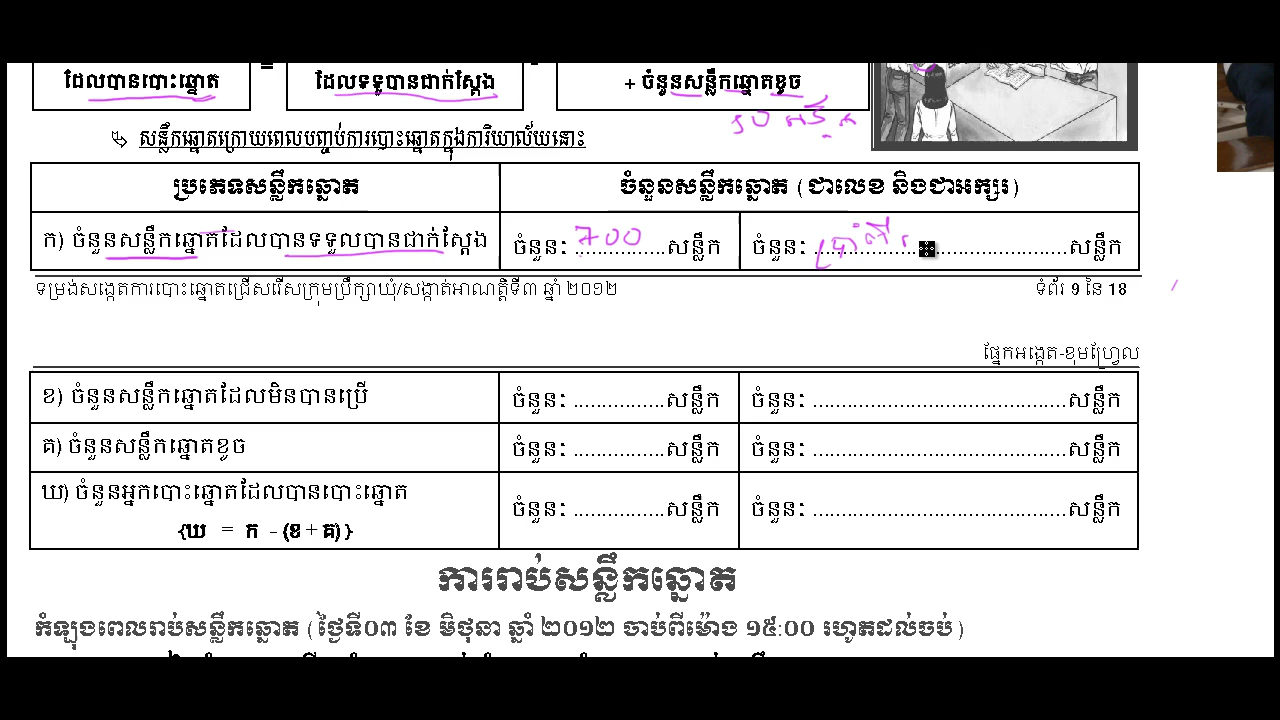 ដែលបានបោះឆ្នោត = ដែលទទួបានជាក់ស្តែង + ចំនូនសន្លឹកឆ្នោតខូច
សន្លឹកឆ្នោតក្រោយពេលបញ្ចប់ការបោះឆ្នោតក្នុងការិយាល័យនោះ
ប្រភេទសន្លឹកឆ្នោត ចំនួនសន្លឹកឆ្នោត (ជាលេខ និងជាអក្សរ)
ក) ចំនួនសន្លឹកឆ្នោតដែលបានទទួលបានជាក់ស្តែង ចំនួនៈ 700 ...............សន្លឹក ចំនួនៈ ប្រាំពីរ ..........................................សន្លឹក
ទម្រង់សង្កេតការបោះឆ្នោតជ្រើសរើសក្រុមប្រឹក្សាឃុំ/សង្កាត់អាណត្តិទី៣ ឆ្នាំ ២០១២ ទំព័រ 9 នៃ 18
ផ្នែកអង្កេត-ខុមហ្វ្រែល
ខ) ចំនួនសន្លឹកឆ្នោតដែលមិនបានប្រើ ចំនួនៈ ...............សន្លឹក ចំនួនៈ ..........................................សន្លឹក
គ) ចំនួនសន្លឹកឆ្នោតខូច ចំនួនៈ ...............សន្លឹក ចំនួនៈ ..........................................សន្លឹក
ឃ) ចំនួនអ្នកបោះឆ្នោតដែលបានបោះឆ្នោត ចំនួនៈ ...............សន្លឹក ចំនួនៈ ..........................................សន្លឹក
{ឃ = ក - (ខ+គ)}
ការរាប់សន្លឹកឆ្នោត
កំឡុងពេលរាប់សន្លឹកឆ្នោត (ថ្ងៃទី០៣ ខែ មិថុនា ឆ្នាំ ២០១២ ចាប់ពីម៉ោង ១៥:00 រហូតដល់ចប់)